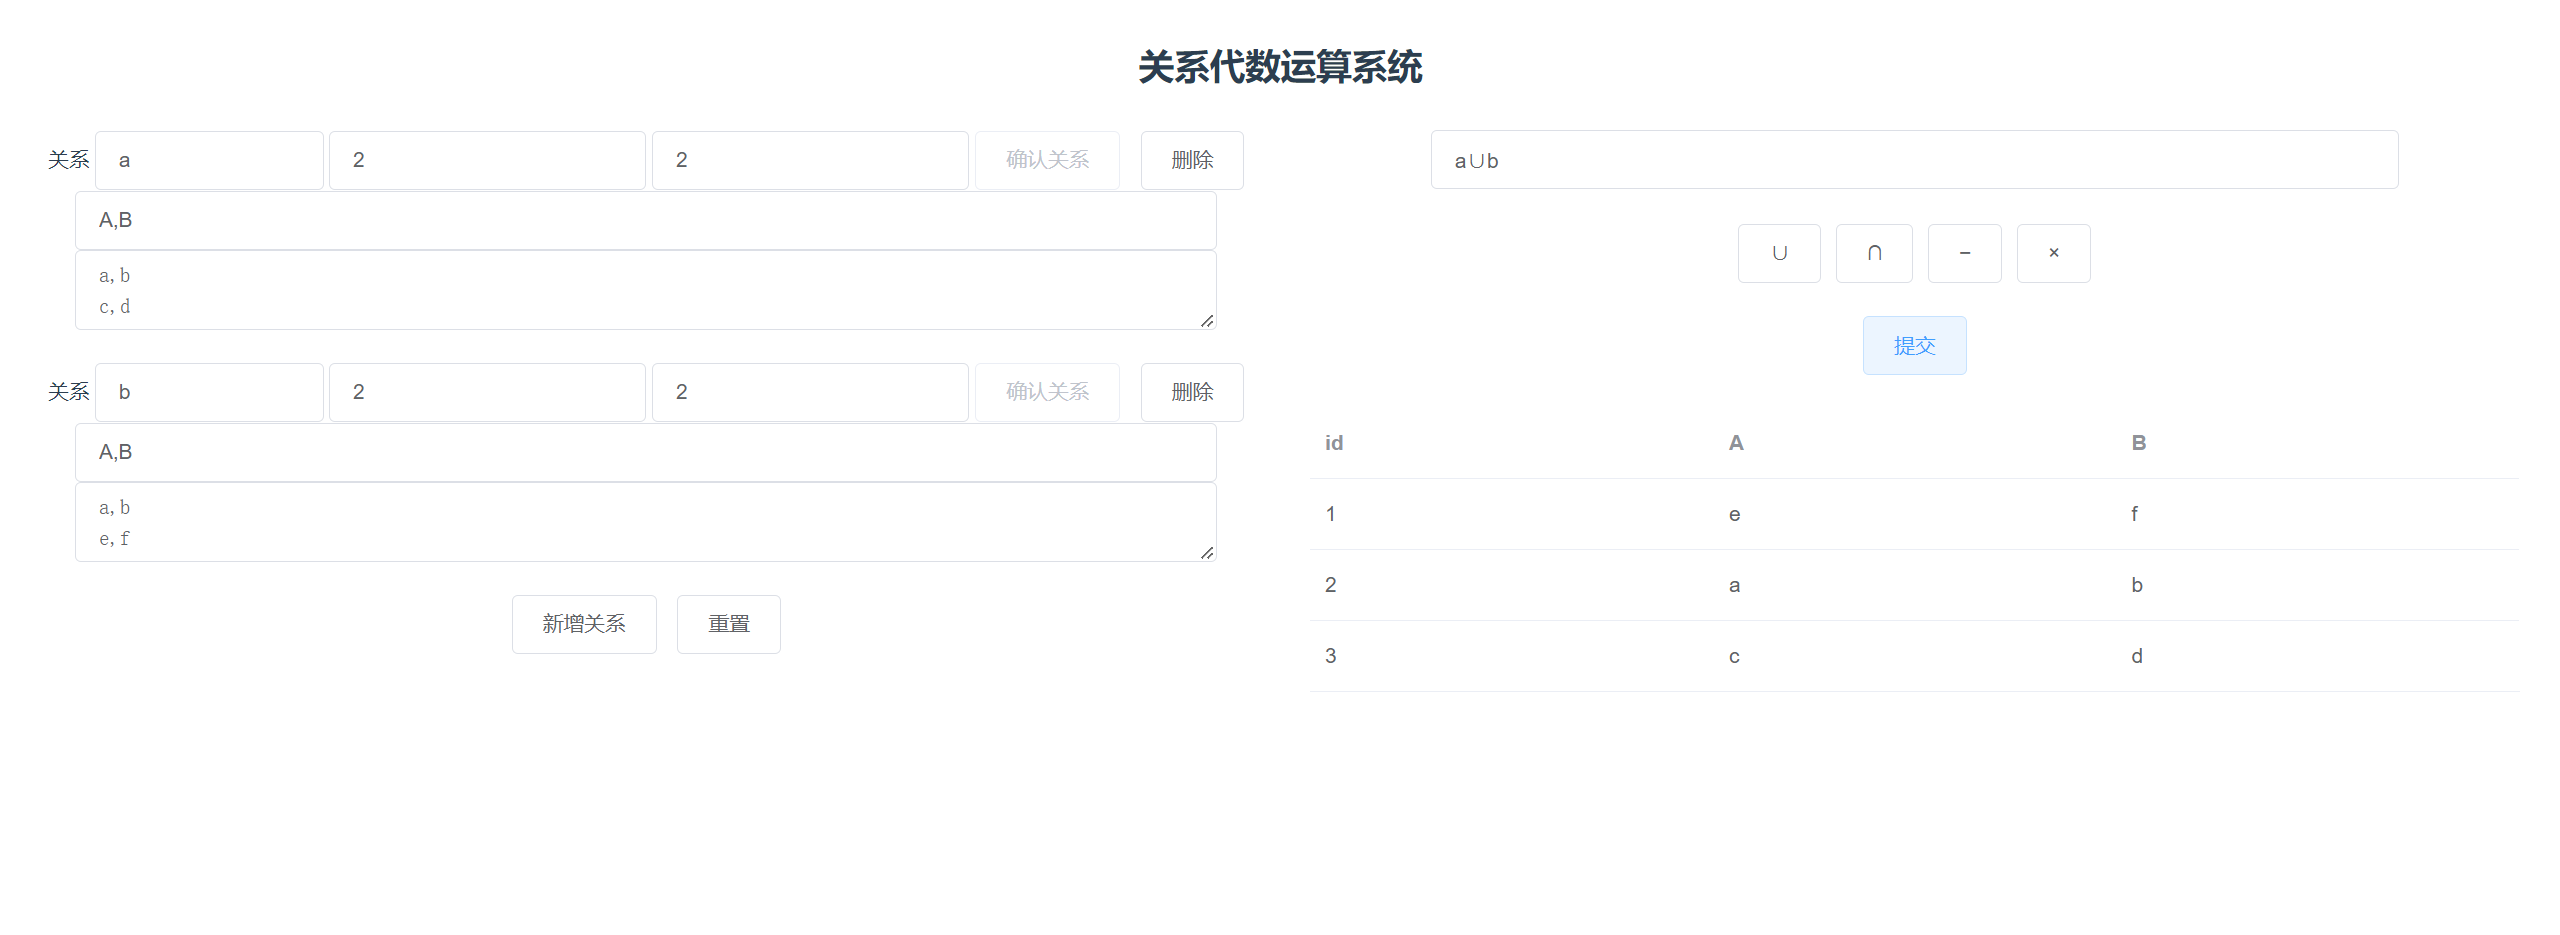 关系代数运算系统
关系 a 2 2 确认关系 删除
A,B
a,b
c,d
关系 b 2 2 确认关系 删除
A,B
a,b
e,f
新增关系 重置
a∪b
∪ ∩ − ×
提交
id A B
1 e f
2 a b
3 c d